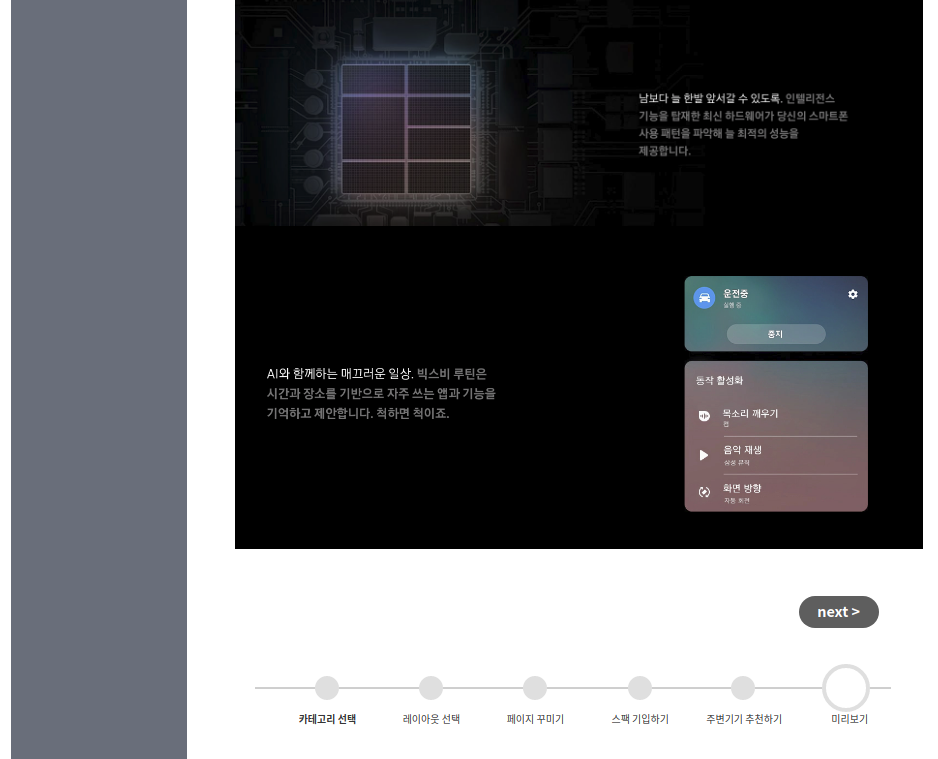 남보다 늘 한발 앞서갈 수 있도록. 인텔리전스
기능을 탑재한 최신 하드웨어가 당신의 스마트폰
사용 패턴을 파악해 늘 최적의 성능을
제공합니다.
운전중
실행 중
중지
AI와 함께하는 매끄러운 일상. 빅스비 루틴은
시간과 장소를 기반으로 자주 쓰는 앱과 기능을
기억하고 제안합니다. 척하면 척이죠.
동작 활성화
목소리 깨우기
켬
음악 재생
삼성 뮤직
화면 방향
자동 회전
next >
카테고리 선택
레이아웃 선택
페이지 꾸미기
스팩 기입하기
주변기기 추천하기
미리보기